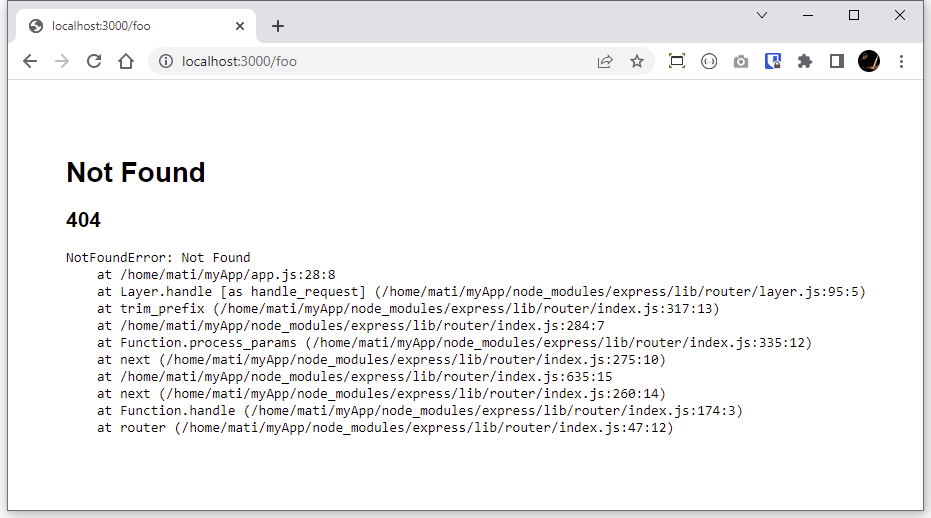 localhost:3000/foo
localhost:3000/foo
Not Found
404
NotFoundError: Not Found
at /home/mati/myApp/app.js:28:8
at Layer.handle [as handle_request] (/home/mati/myApp/node_modules/express/lib/router/layer.js:95:5)
at trim_prefix (/home/mati/myApp/node_modules/express/lib/router/index.js:317:13)
at /home/mati/myApp/node_modules/express/lib/router/index.js:284:7
at Function.process_params (/home/mati/myApp/node_modules/express/lib/router/index.js:335:12)
at next (/home/mati/myApp/node_modules/express/lib/router/index.js:275:10)
at /home/mati/myApp/node_modules/express/lib/router/index.js:635:15
at next (/home/mati/myApp/node_modules/express/lib/router/index.js:260:14)
at Function.handle (/home/mati/myApp/node_modules/express/lib/router/index.js:174:3)
at router (/home/mati/myApp/node_modules/express/lib/router/index.js:47:12)